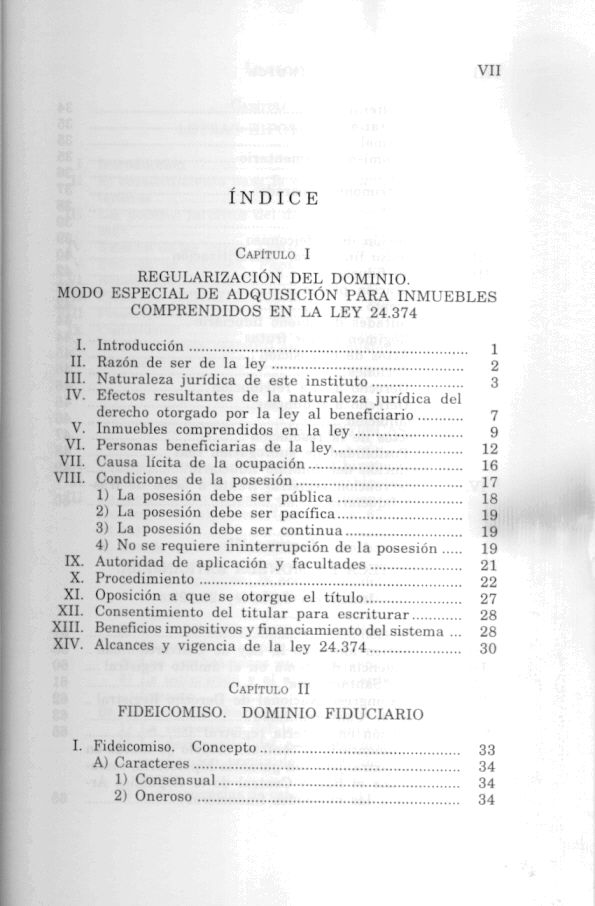 VII
ÍNDICE
CAPÍTULO I
REGULARIZACIÓN DEL DOMINIO.
MODO ESPECIAL DE ADQUISICIÓN PARA INMUEBLES
COMPRENDIDOS EN LA LEY 24.374
I. Introducción ........................................................ 1
II. Razón de ser de la ley ........................................ 2
III. Naturaleza jurídica de este instituto ................... 3
IV. Efectos resultantes de la naturaleza jurídica del
derecho otorgado por la ley al beneficiario ........... 7
V. Inmuebles comprendidos en la ley ....................... 9
VI. Personas beneficiarias de la ley............................ 12
VII. Causa lícita de la ocupación ................................ 16
VIII. Condiciones de la posesión ................................... 17
1) La posesión debe ser pública .......................... 18
2) La posesión debe ser pacífica.......................... 19
3) La posesión debe ser continua........................ 19
4) No se requiere ininterrupción de la posesión ..... 19
IX. Autoridad de aplicación y facultades ................... 21
X. Procedimiento ...................................................... 22
XI. Oposición a que se otorgue el título.................... 27
XII. Consentimiento del titular para escriturar........... 28
XIII. Beneficios impositivos y financiamiento del sistema ... 28
XIV. Alcances y vigencia de la ley 24.374................... 30
CAPÍTULO II
FIDEICOMISO. DOMINIO FIDUCIARIO
I. Fideicomiso. Concepto .......................................... 33
A) Caracteres ........................................................ 34
1) Consensual................................................... 34
2) Oneroso ....................................................... 34